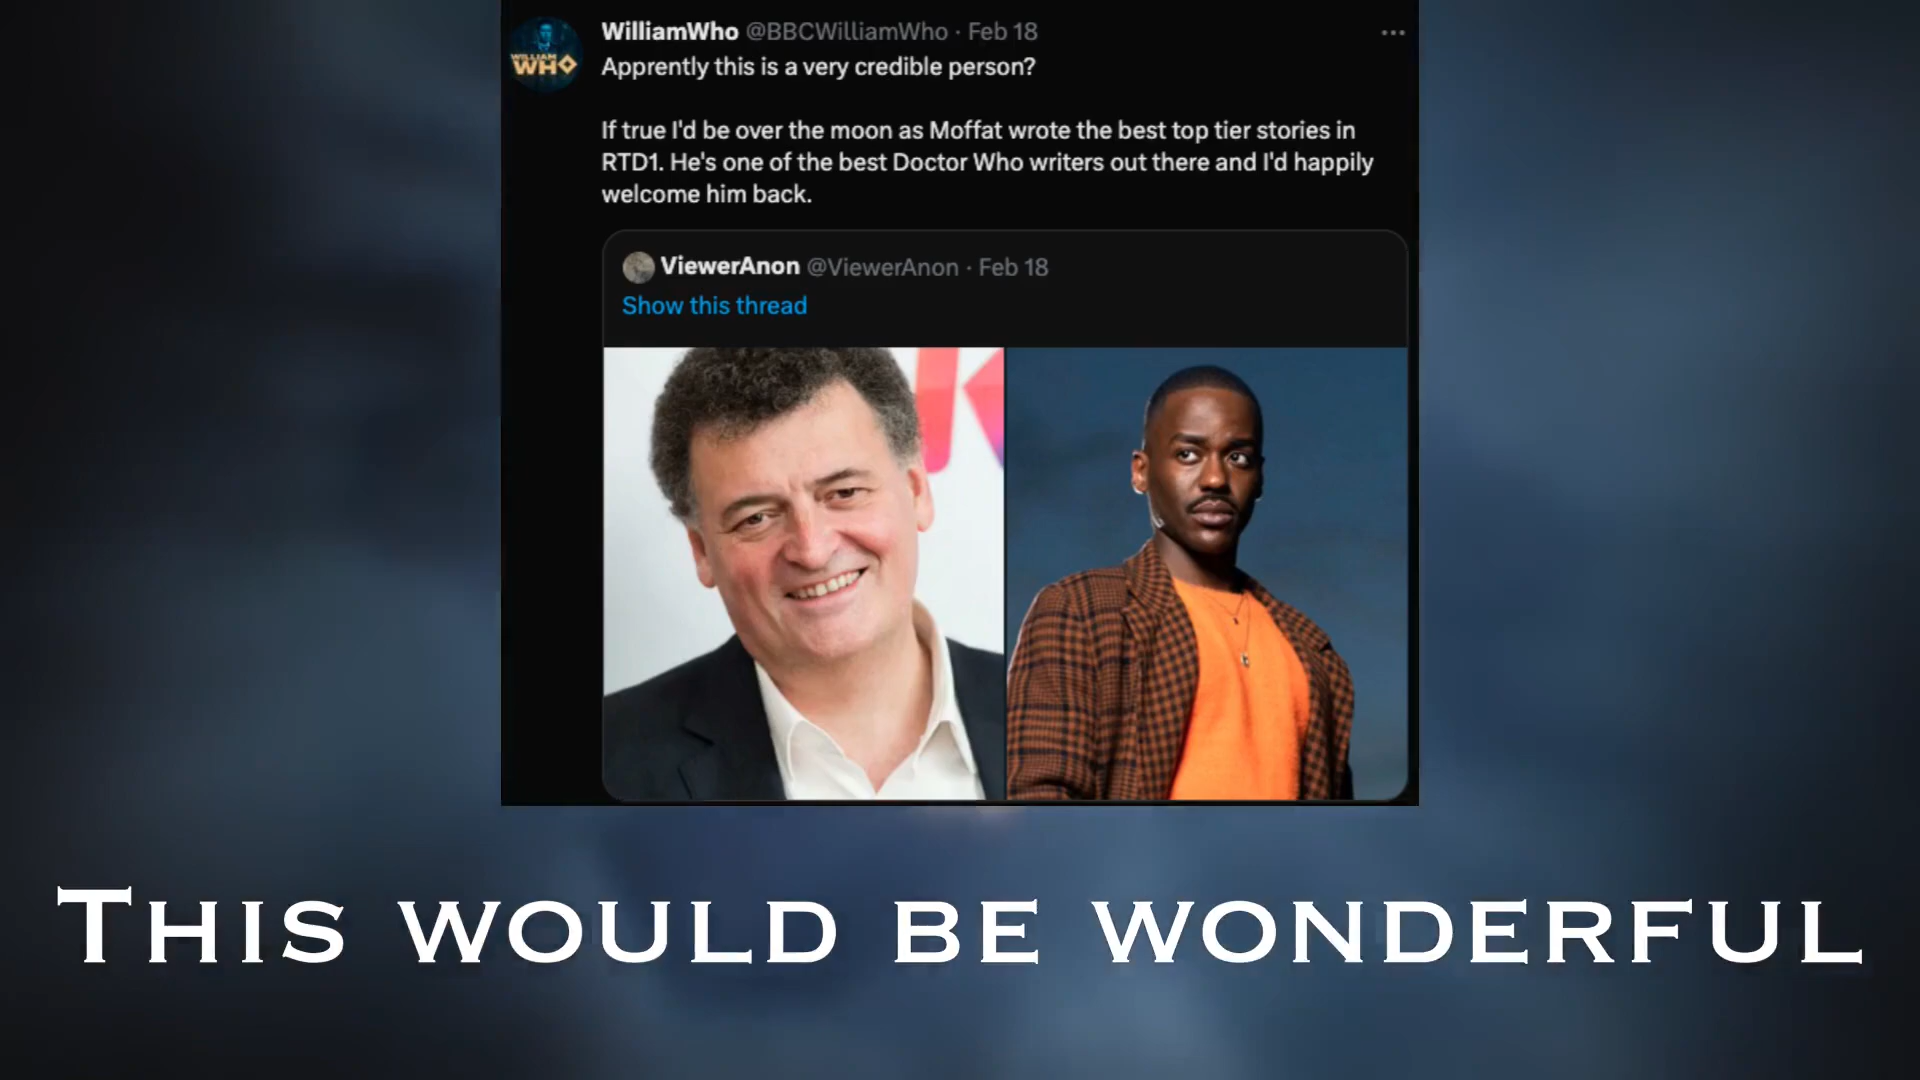 WilliamWho @BBCWilliamWho · Feb 18
WILLIAM
WHO
Apprently this is a very credible person?
If true I'd be over the moon as Moffat wrote the best top tier stories in
RTD1. He's one of the best Doctor Who writers out there and I'd happily
welcome him back.
ViewerAnon @ViewerAnon · Feb 18
Show this thread
THIS WOULD BE WONDERFUL